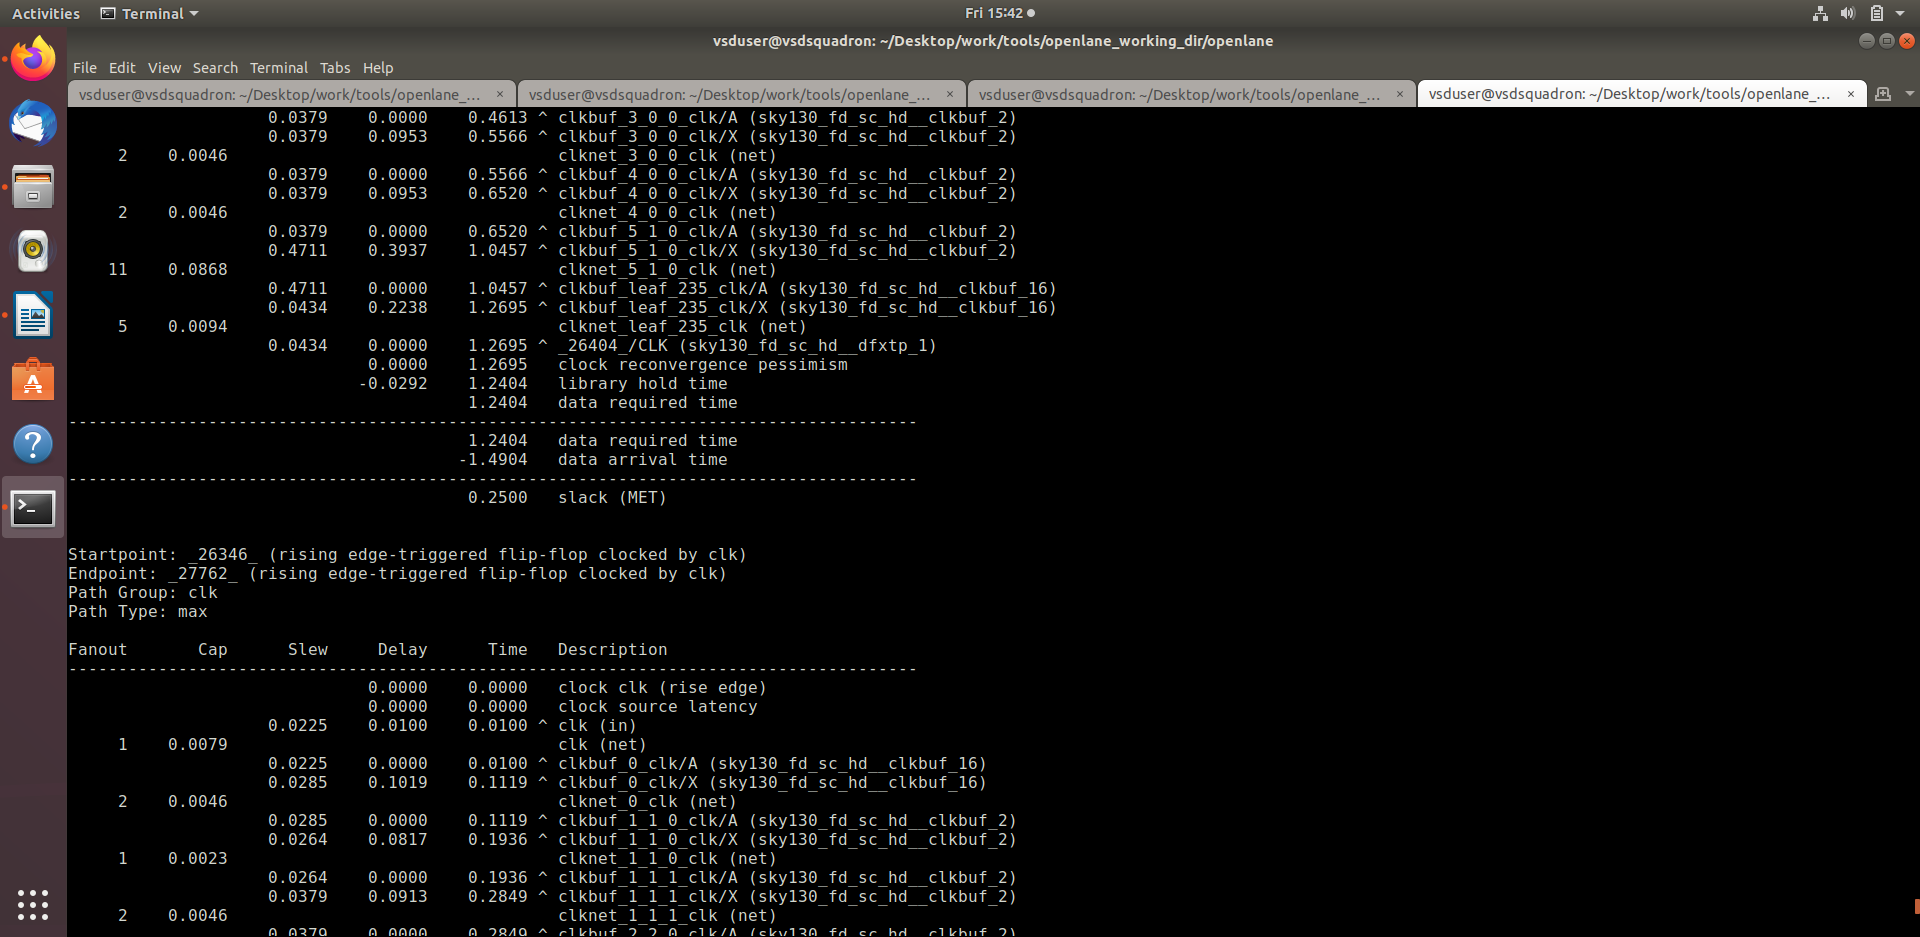 Activities Terminal Fri 15:42
vsduser@vsdsquadron: ~/Desktop/work/tools/openlane_working_dir/openlane
File Edit View Search Terminal Tabs Help
vsduser@vsdsquadron: ~/Desktop/work/tools/openlane_... × vsduser@vsdsquadron: ~/Desktop/work/tools/openlane_... × vsduser@vsdsquadron: ~/Desktop/work/tools/openlane_... × vsduser@vsdsquadron: ~/Desktop/work/tools/openlane_... ×
0.0379 0.0000 0.4613 ^ clkbuf_3_0_0_clk/A (sky130_fd_sc_hd__clkbuf_2)
0.0379 0.0953 0.5566 ^ clkbuf_3_0_0_clk/X (sky130_fd_sc_hd__clkbuf_2)
2 0.0046 clknet_3_0_0_clk (net)
0.0379 0.0000 0.5566 ^ clkbuf_4_0_0_clk/A (sky130_fd_sc_hd__clkbuf_2)
0.0379 0.0953 0.6520 ^ clkbuf_4_0_0_clk/X (sky130_fd_sc_hd__clkbuf_2)
2 0.0046 clknet_4_0_0_clk (net)
0.0379 0.0000 0.6520 ^ clkbuf_5_1_0_clk/A (sky130_fd_sc_hd__clkbuf_2)
0.4711 0.3937 1.0457 ^ clkbuf_5_1_0_clk/X (sky130_fd_sc_hd__clkbuf_2)
11 0.0868 clknet_5_1_0_clk (net)
0.4711 0.0000 1.0457 ^ clkbuf_leaf_235_clk/A (sky130_fd_sc_hd__clkbuf_16)
0.0434 0.2238 1.2695 ^ clkbuf_leaf_235_clk/X (sky130_fd_sc_hd__clkbuf_16)
5 0.0094 clknet_leaf_235_clk (net)
0.0434 0.0000 1.2695 ^ _26404_/CLK (sky130_fd_sc_hd__dfxtp_1)
0.0000 1.2695 clock reconvergence pessimism
-0.0292 1.2404 library hold time
1.2404 data required time
-------------------------------------------------------------------------------------
1.2404 data required time
-1.4904 data arrival time
-------------------------------------------------------------------------------------
0.2500 slack (MET)
Startpoint: _26346_ (rising edge-triggered flip-flop clocked by clk)
Endpoint: _27762_ (rising edge-triggered flip-flop clocked by clk)
Path Group: clk
Path Type: max
Fanout Cap Slew Delay Time Description
-------------------------------------------------------------------------------------
0.0000 0.0000 clock clk (rise edge)
0.0000 0.0000 clock source latency
0.0225 0.0100 0.0100 ^ clk (in)
1 0.0079 clk (net)
0.0225 0.0000 0.0100 ^ clkbuf_0_clk/A (sky130_fd_sc_hd__clkbuf_16)
0.0285 0.1019 0.1119 ^ clkbuf_0_clk/X (sky130_fd_sc_hd__clkbuf_16)
2 0.0046 clknet_0_clk (net)
0.0285 0.0000 0.1119 ^ clkbuf_1_1_0_clk/A (sky130_fd_sc_hd__clkbuf_2)
0.0264 0.0817 0.1936 ^ clkbuf_1_1_0_clk/X (sky130_fd_sc_hd__clkbuf_2)
1 0.0023 clknet_1_1_0_clk (net)
0.0264 0.0000 0.1936 ^ clkbuf_1_1_1_clk/A (sky130_fd_sc_hd__clkbuf_2)
0.0379 0.0913 0.2849 ^ clkbuf_1_1_1_clk/X (sky130_fd_sc_hd__clkbuf_2)
2 0.0046 clknet_1_1_1_clk (net)
0.0379 0.0000 0.2849 ^ clkbuf_2_2_0_clk/A (sky130_fd_sc_hd__clkbuf_2)